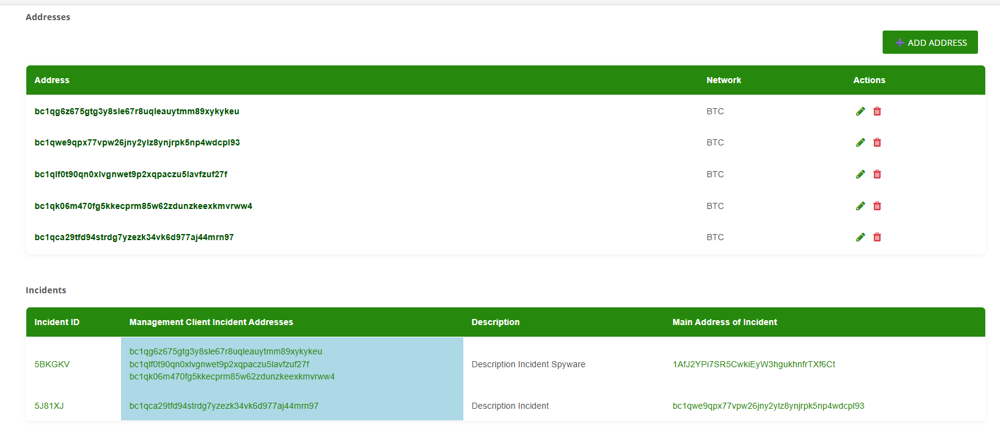 Addresses
ADD ADDRESS
Address Network Actions
bc1qg6z675gtg3y8sle67r8uqleauytmm89xykykeu BTC
bc1qwe9qpx77vpw26jny2ylz8ynjrpk5np4wdcpl93 BTC
bc1qlf0t90qn0xlvgnwet9p2xqpaczu5lavfzuf27f BTC
bc1qk06m470fg5kkecprm85w62zdunzkeexkmvrww4 BTC
bc1qca29tfd94strdg7yzezk34vk6d977aj44mrn97 BTC
Incidents
Incident ID Management Client Incident Addresses Description Main Address of Incident
bc1qg6z675gtg3y8sle67r8uqleauytmm89xykykeu
5BKGKV bc1qlf0t90qn0xlvgnwet9p2xqpaczu5lavfzuf27f Description Incident Spyware 1AfJ2YPi7SR5CwkiEyW3hgukhnfrTXf6Ct
bc1qk06m470fg5kkecprm85w62zdunzkeexkmvrww4
5J81XJ bc1qca29tfd94strdg7yzezk34vk6d977aj44mrn97 Description Incident bc1qwe9qpx77vpw26jny2ylz8ynjrpk5np4wdcpl93